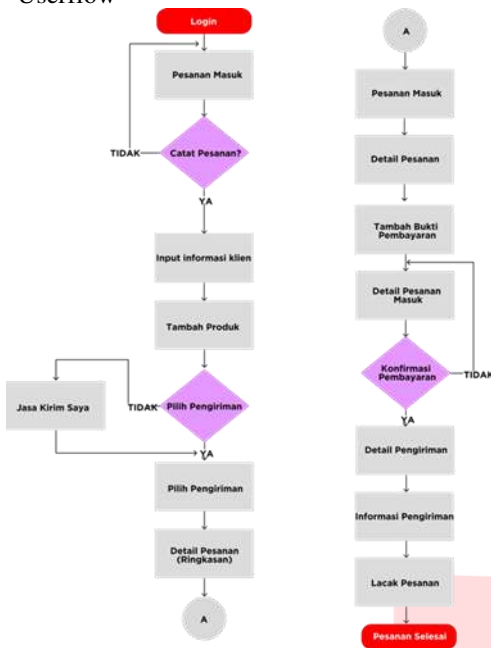 Userflow
Login
Pesanan Masuk
Catat Pesanan?
TIDAK
YA
Input informasi klien
Tambah Produk
Pilih Pengiriman
TIDAK
Jasa Kirim Saya
YA
Pilih Pengiriman
Detail Pesanan
(Ringkasan)
A
A
Pesanan Masuk
Detail Pesanan
Tambah Bukti
Pembayaran
Detail Pesanan
Masuk
Konfirmasi
Pembayaran
TIDAK
YA
Detail Pengiriman
Informasi Pengiriman
Lacak Pesanan
Pesanan Selesai